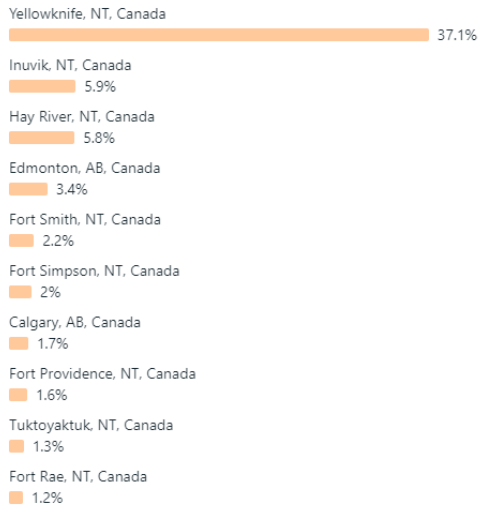 Yellowknife, NT, Canada
37.1%
Inuvik, NT, Canada
5.9%
Hay River, NT, Canada
5.8%
Edmonton, AB, Canada
3.4%
Fort Smith, NT, Canada
2.2%
Fort Simpson, NT, Canada
2%
Calgary, AB, Canada
1.7%
Fort Providence, NT, Canada
1.6%
Tuktoyaktuk, NT, Canada
1.3%
Fort Rae, NT, Canada
1.2%